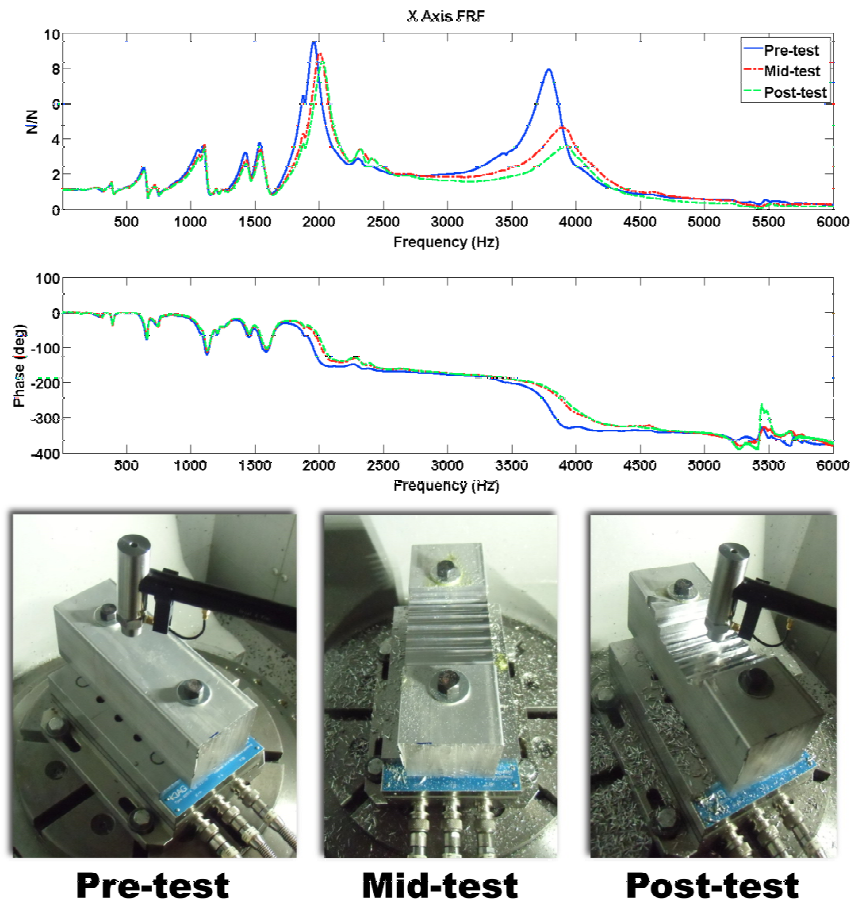 X Axis FRF
10
8
6
4
2
0
N/N
Pre-test
Mid-test
Post-test
500 1000 1500 2000 2500 3000 3500 4000 4500 5000 5500 6000
Frequency (Hz)
100
0
-100
-200
-300
-400
Phase (deg)
500 1000 1500 2000 2500 3000 3500 4000 4500 5000 5500 6000
Frequency (Hz)
Pre-test Mid-test Post-test